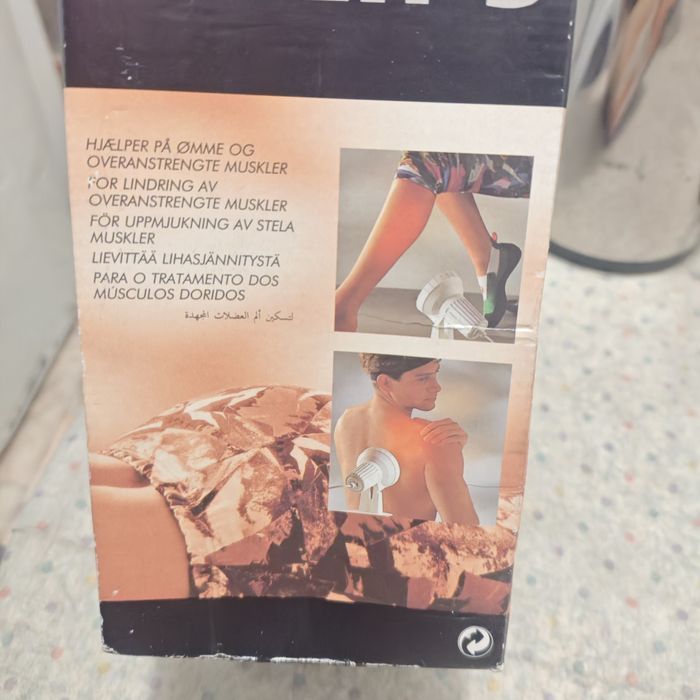 HJÆLPER PÅ ØMME OG
OVERANSTRENGTE MUSKLER
FOR LINDRING AV
OVERANSTRENGTE MUSKLER
FÖR UPPMJUKNING AV STELA
MUSKLER
LIEVITTÄÄ LIHASJÄNNITYSTÄ
PARA O TRATAMENTO DOS
MÚSCULOS DORIDOS
لتسكين ألم العضلات المجهدة